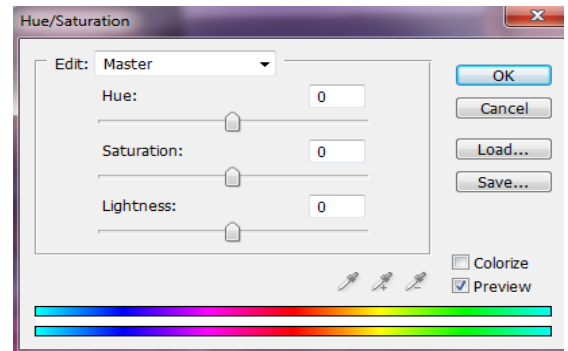 Hue/Saturation
Edit: Master
OK
Hue: 0
Cancel
Saturation: 0
Load...
Save...
Lightness: 0
Colorize
Preview